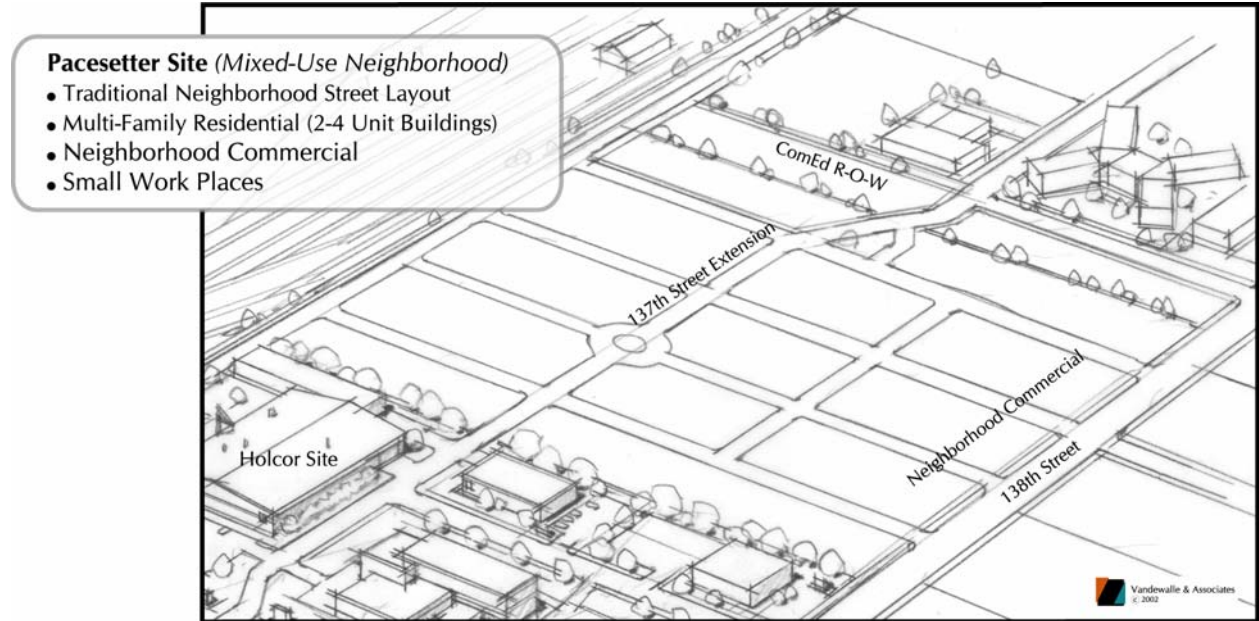 Pacesetter Site (Mixed-Use Neighborhood)
• Traditional Neighborhood Street Layout
• Multi-Family Residential (2-4 Unit Buildings)
• Neighborhood Commercial
• Small Work Places
ComEd R-O-W
137th Street Extension
Neighborhood Commercial
138th Street
Holcor Site
Vandewalle & Associates
© 2002